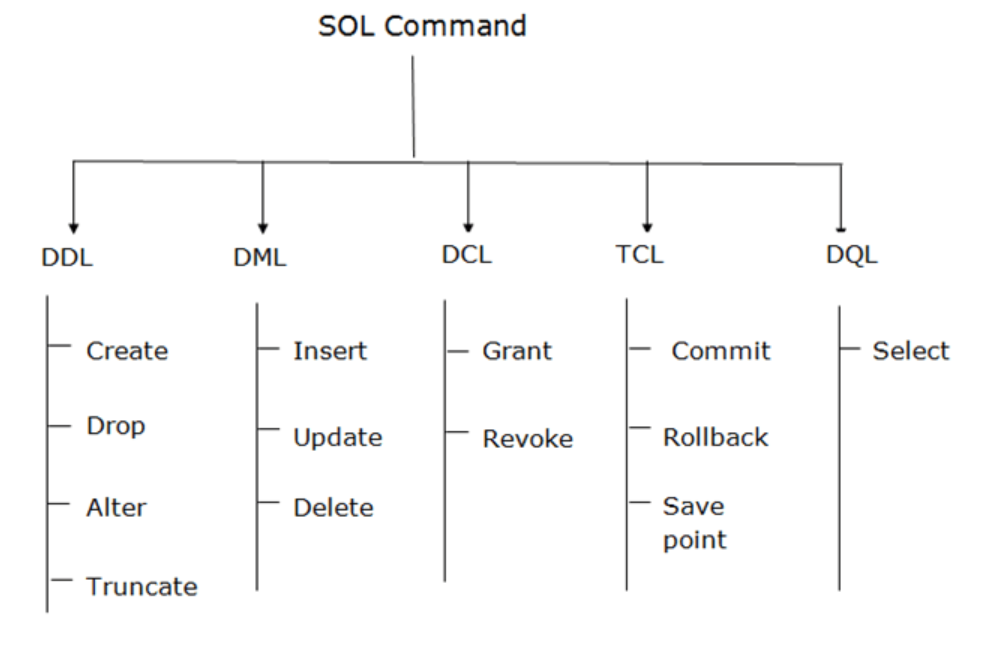 SOL Command
DDL
DML
DCL
TCL
DQL
Create
Insert
Grant
Commit
Select
Drop
Update
Revoke
Rollback
Alter
Delete
Save
point
Truncate